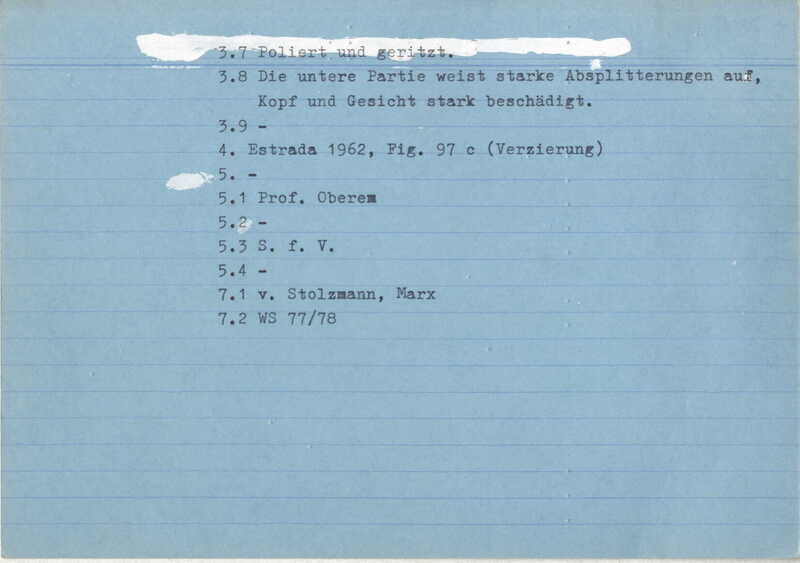 3.7 Poliert und geritzt.
3.8 Die untere Partie weist starke Absplitterungen auf,
Kopf und Gesicht stark beschädigt.
3.9 -
4. Estrada 1962, Fig. 97 c (Verzierung)
5. -
5.1 Prof. Oberem
5.2 -
5.3 S. f. V.
5.4 -
7.1 v. Stolzmann, Marx
7.2 WS 77/78